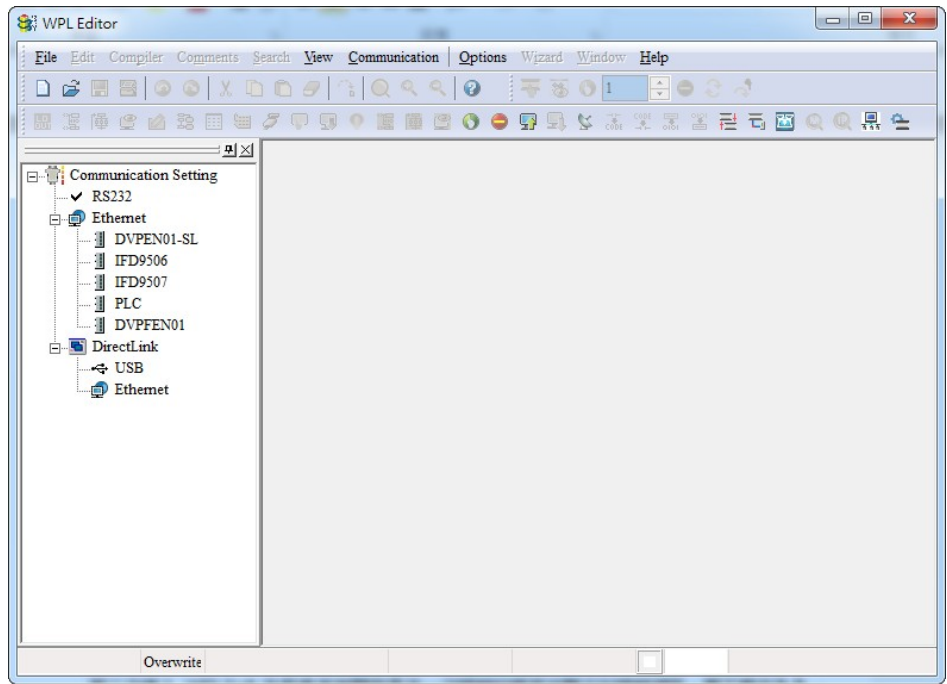 WPL Editor
File Edit Compiler Comments Search View Communication Options Wizard Window Help
1
Communication Setting
RS232
Ethernet
DVPEN01-SL
IFD9506
IFD9507
PLC
DVPFEN01
DirectLink
USB
Ethernet
Overwrite